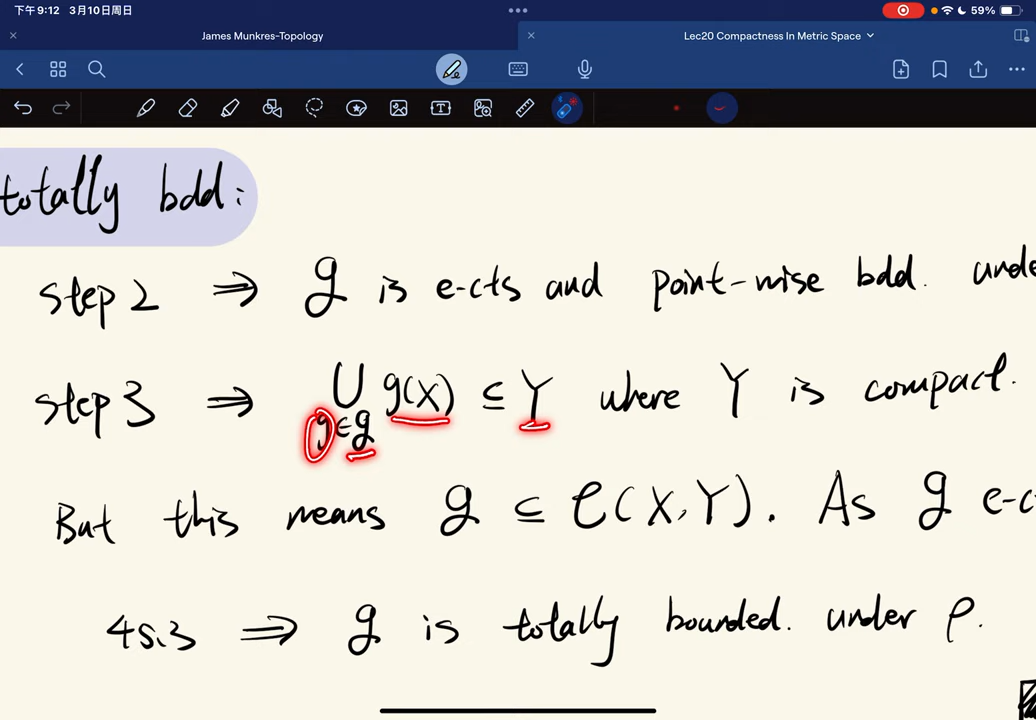 下午9:12 3月10日周日 59%
James Munkres-Topology
Lec20 Compactness In Metric Space
totally bdd:
step 2 ⇒ 𝒢 is e-cts and point-wise bdd. unde
step 3 ⇒ ⋃_{g∈𝒢} g(X) ⊆ Y where Y is compact.
But this means 𝒢 ⊆ 𝒞(X,Y). As 𝒢 e-c
45.3 ⇒ 𝒢 is totally bounded. under ρ.